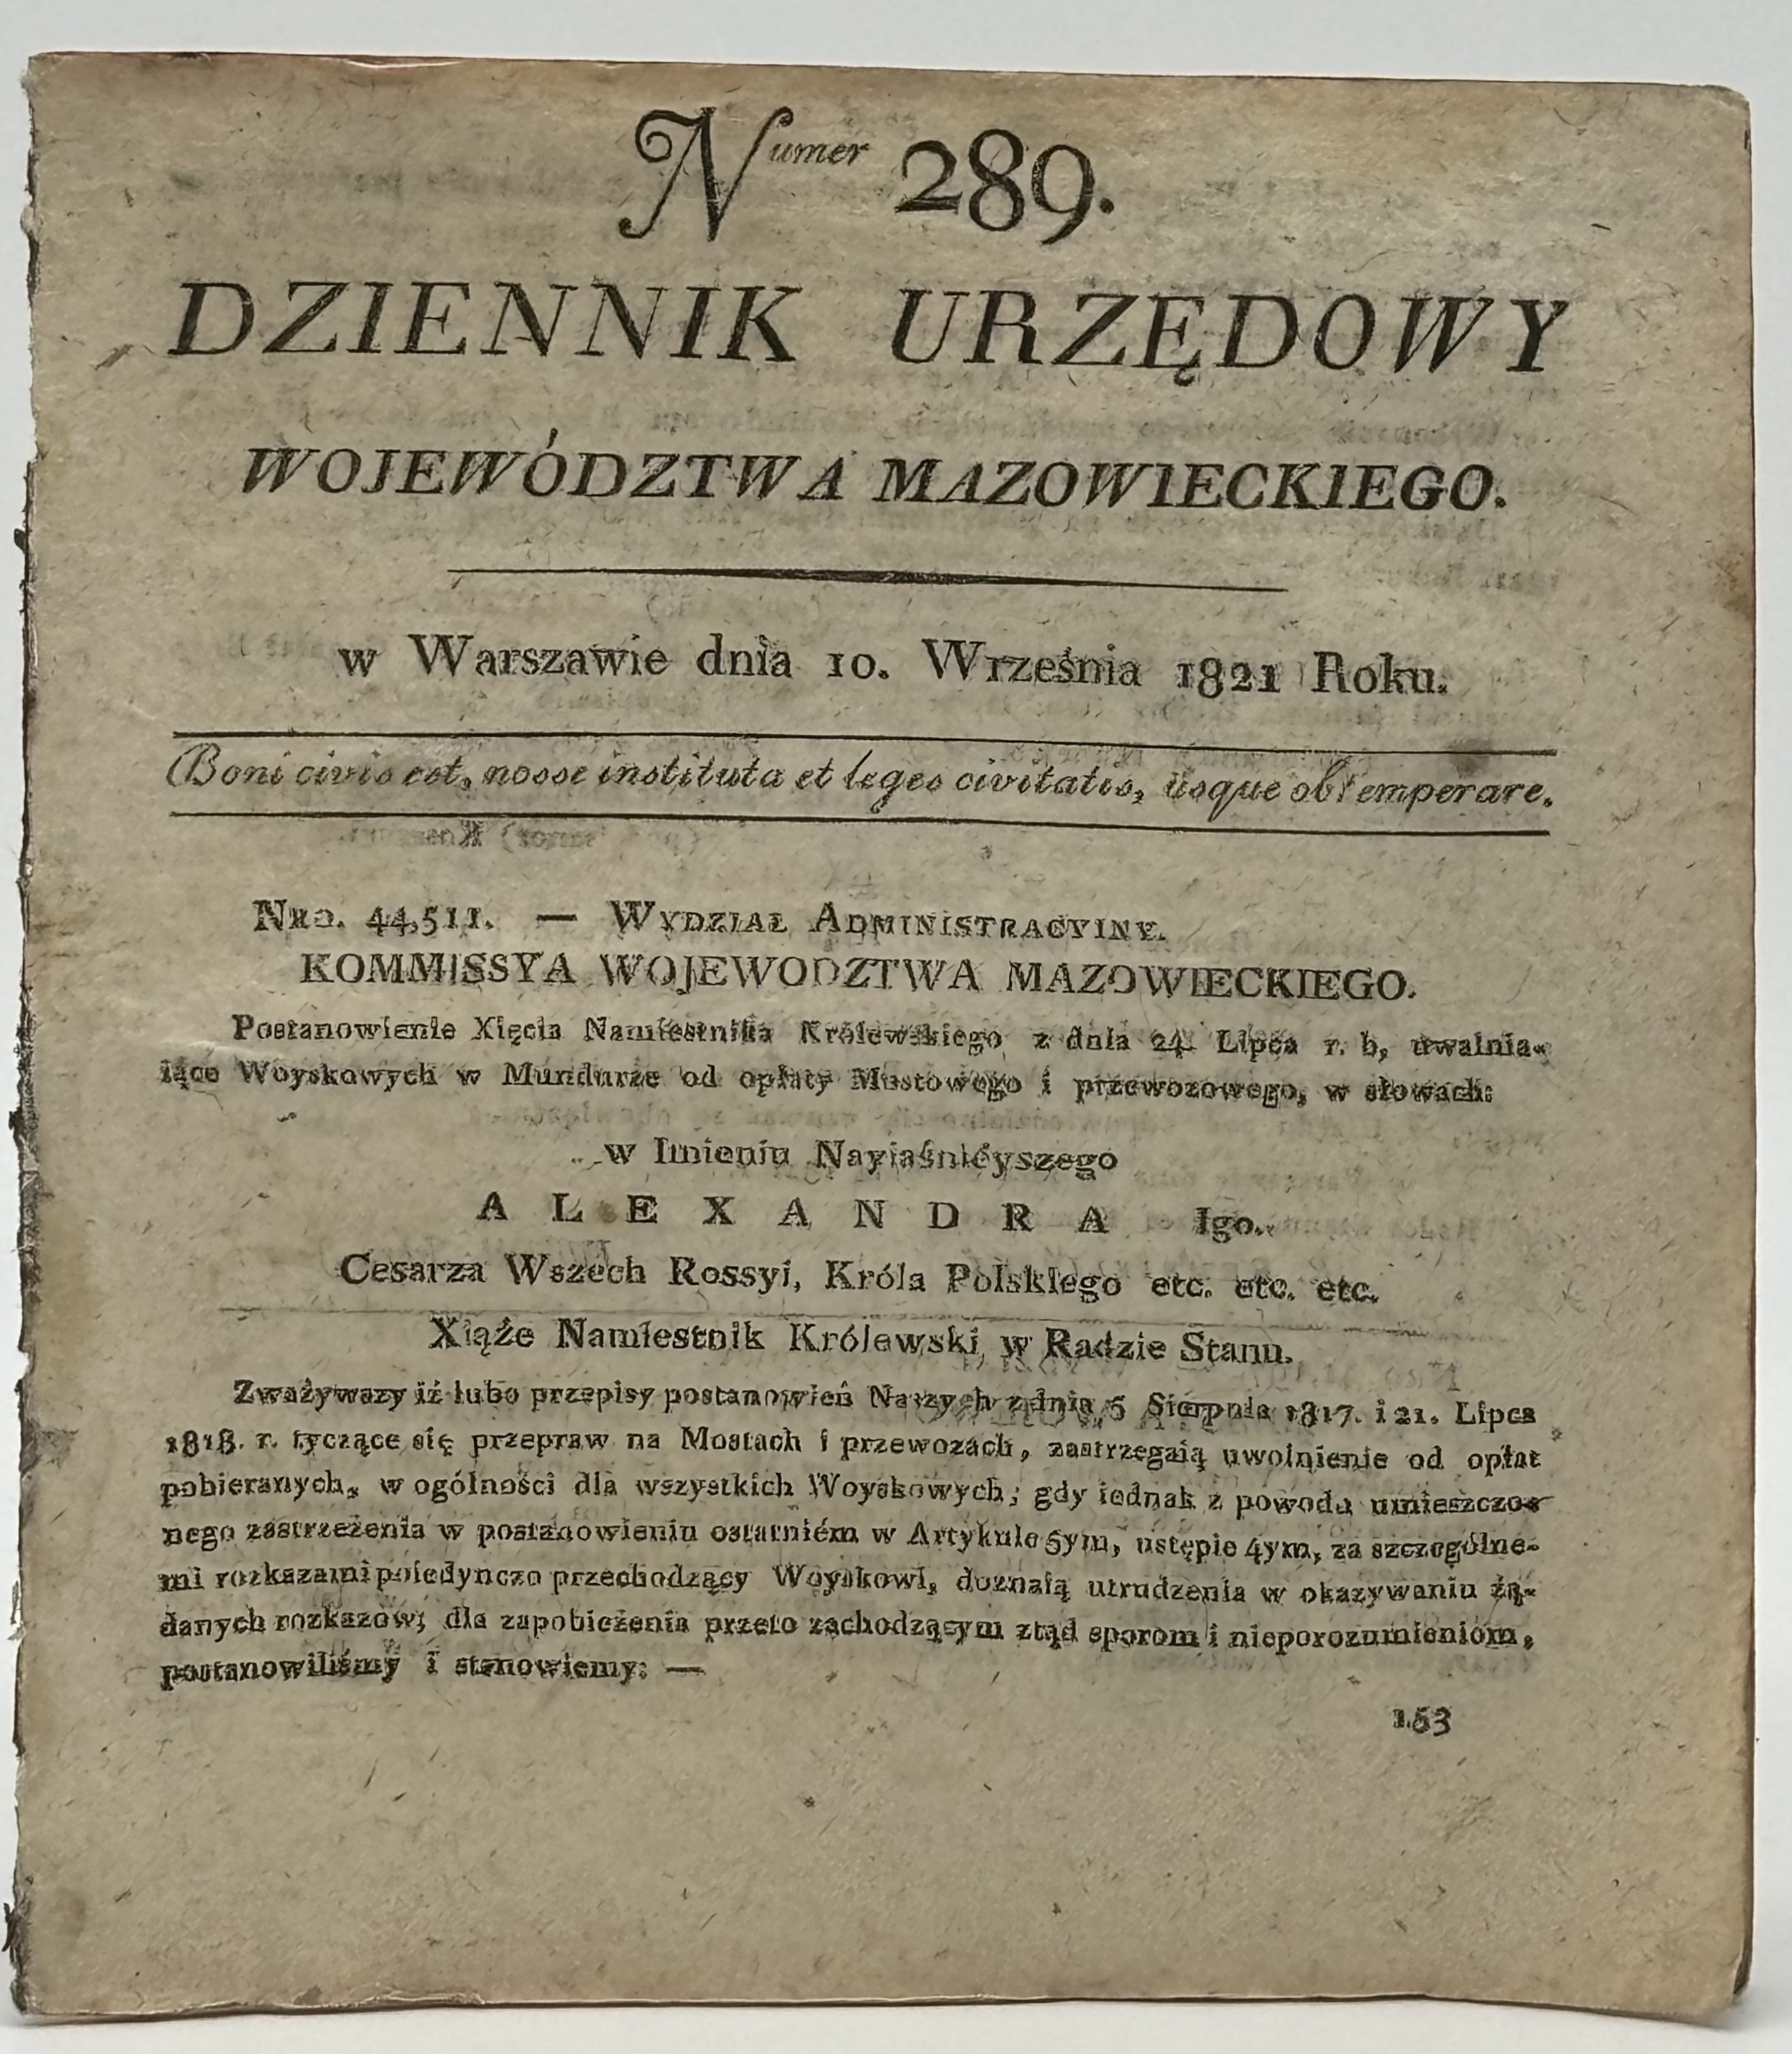 Numer 289.
DZIENNIK URZĘDOWY
WOJEWÓDZTWA MAZOWIECKIEGO.
w Warszawie dnia 10. Września 1821 Roku.
Boni civis est, nosse instituta et leges civitatis, iisque obtemperare.
Nro. 44,511. — Wydział Administracyiny.
KOMMISSYA WOJEWODZTWA MAZOWIECKIEGO.
Postanowienie Xięcia Namiestnika Królewskiego z dnia 24 Lipca r. b, uwalnia-
iące Woyskowych w Mundurze od opłaty Mostowego i przewozowego, w słowach:
w Imieniu Nayiaśniéyszego
ALEXANDRA Igo.
Cesarza Wszech Rossyi, Króla Polskiego etc. etc. etc.
Xiąże Namiestnik Królewski w Radzie Stanu.
Zważywszy iż lubo przepisy postanowień Naszych z dnia 5 Sierpnia 1817. i 21. Lipca
1818. r. tyczące się przepraw na Mostach i przewozach, zastrzegaią uwolnienie od opłat
pobieranych, w ogólności dla wszystkich Woyskowych; gdy iednak z powodu umieszczo-
nego zastrzeżenia w postanowieniu ostatniém w Artykule 5ym, ustępie 4ym, za szczególne-
mi rozkazami poiedynczo przechodzący Woyskowi, doznaią utrudzenia w okazywaniu żą-
danych rozkazow; dla zapobieżenia przeto zachodzącym ztąd sporom i nieporozumieniom,
postanowiliśmy i stanowiemy: —
153